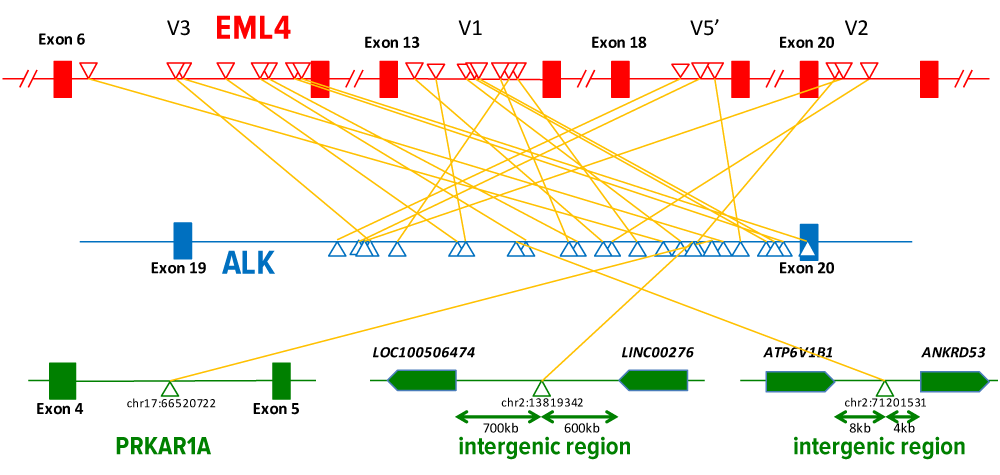 V3 EML4 V1 V5’ V2
Exon 6 Exon 13 Exon 18 Exon 20
Exon 19 ALK Exon 20
LOC100506474 LINC00276 ATP6V1B1 ANKRD53
Exon 4 chr17:66520722 Exon 5 chr2:13819342 chr2:71201531
700kb 600kb 8kb 4kb
PRKAR1A intergenic region intergenic region